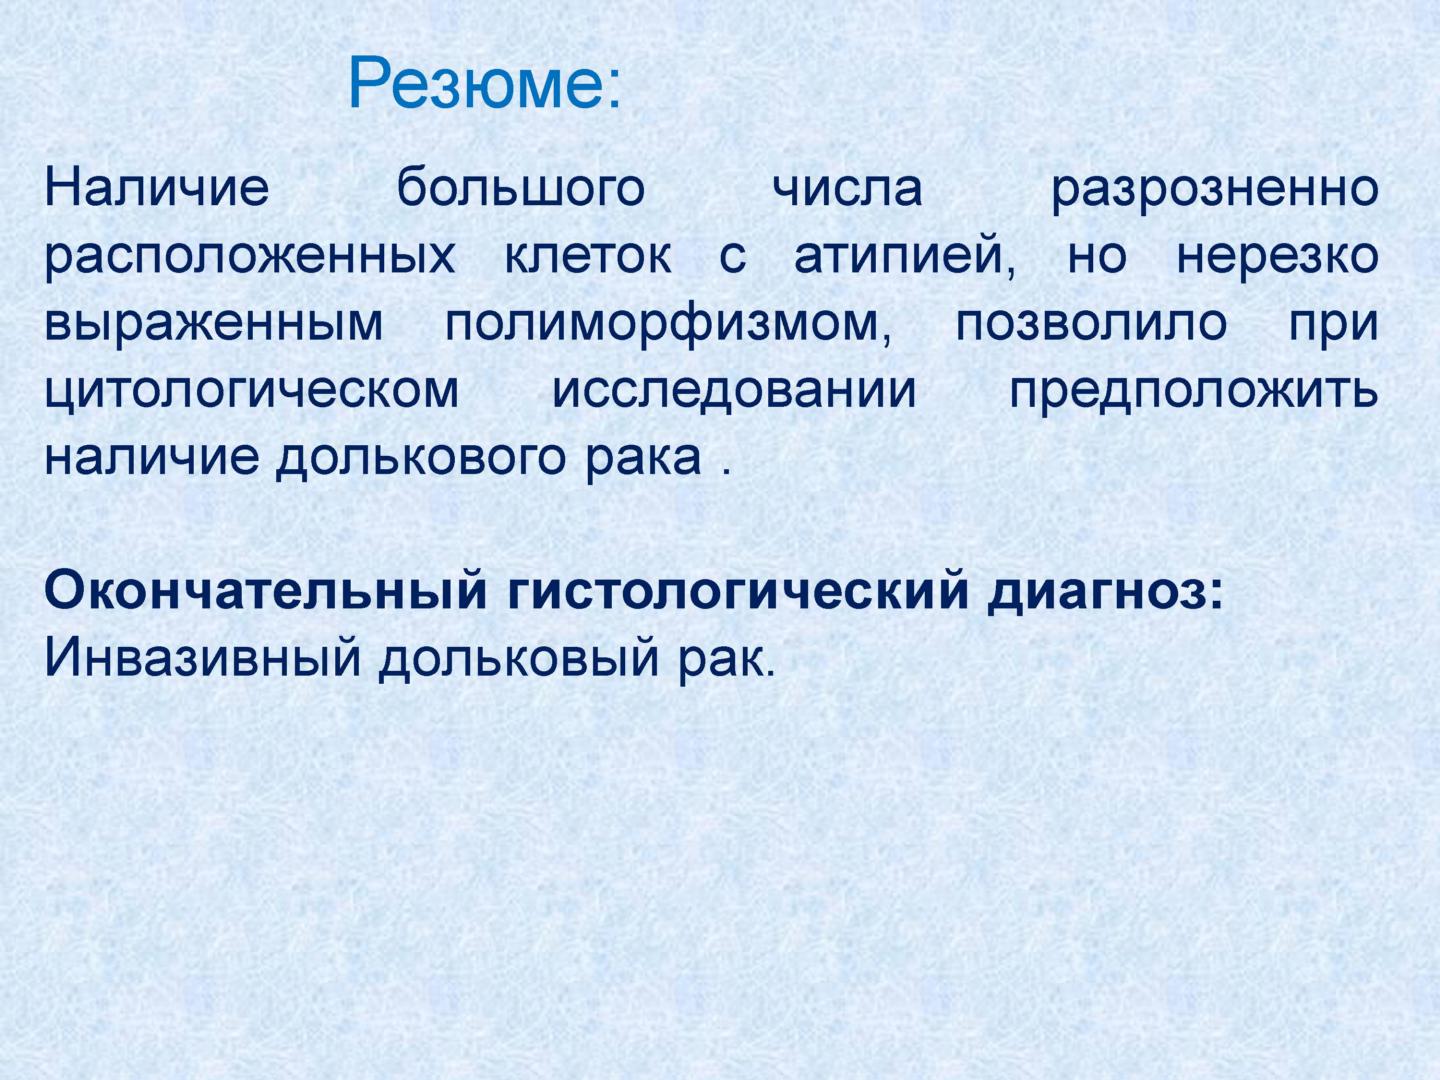 Резюме:
Наличие большого числа разрозненно
расположенных клеток с атипией, но нерезко
выраженным полиморфизмом, позволило при
цитологическом исследовании предположить
наличие долькового рака .
Окончательный гистологический диагноз:
Инвазивный дольковый рак.